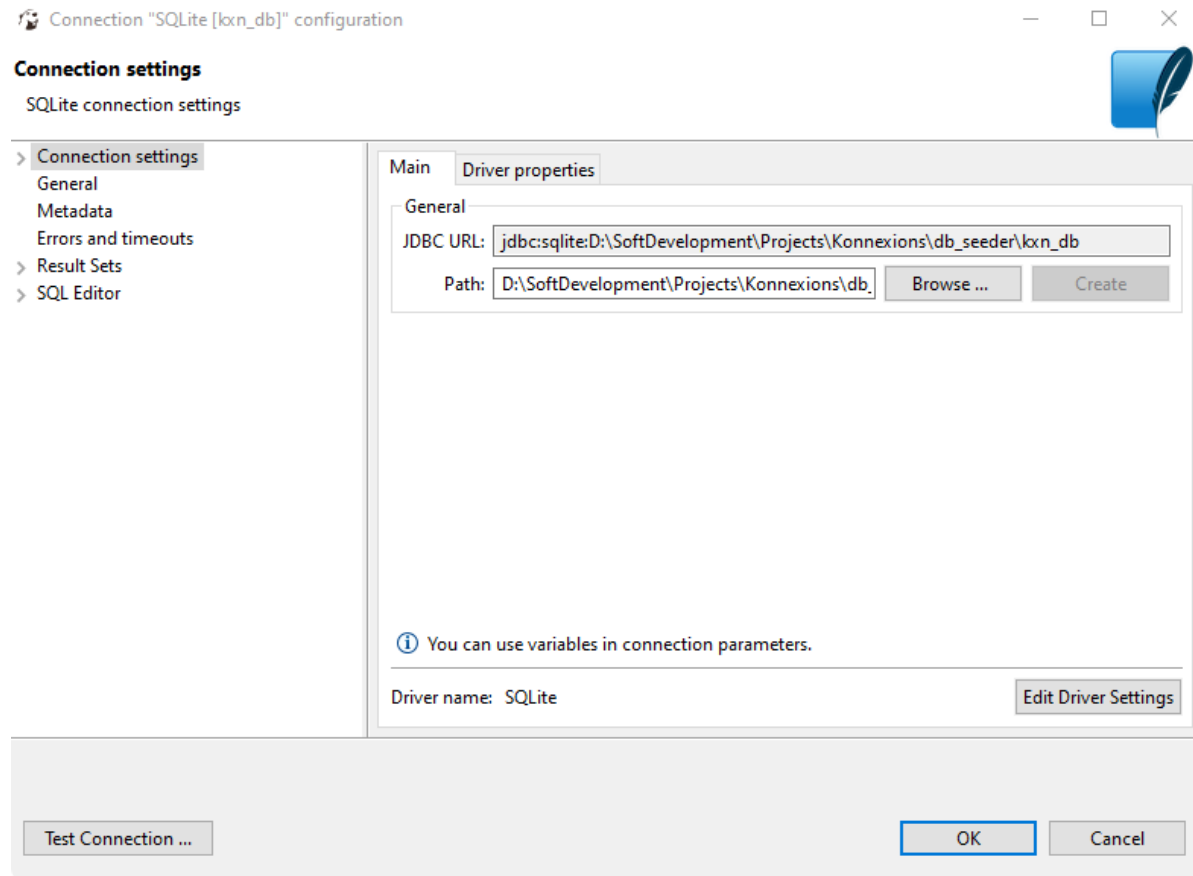 Connection "SQLite [kxn_db]" configuration
Connection settings
SQLite connection settings
Connection settings
General
Metadata
Errors and timeouts
Result Sets
SQL Editor
Main Driver properties
General
JDBC URL: jdbc:sqlite:D:\SoftDevelopment\Projects\Konnexions\db_seeder\kxn_db
Path: D:\SoftDevelopment\Projects\Konnexions\db_ Browse ... Create
You can use variables in connection parameters.
Driver name: SQLite Edit Driver Settings
Test Connection ... OK Cancel